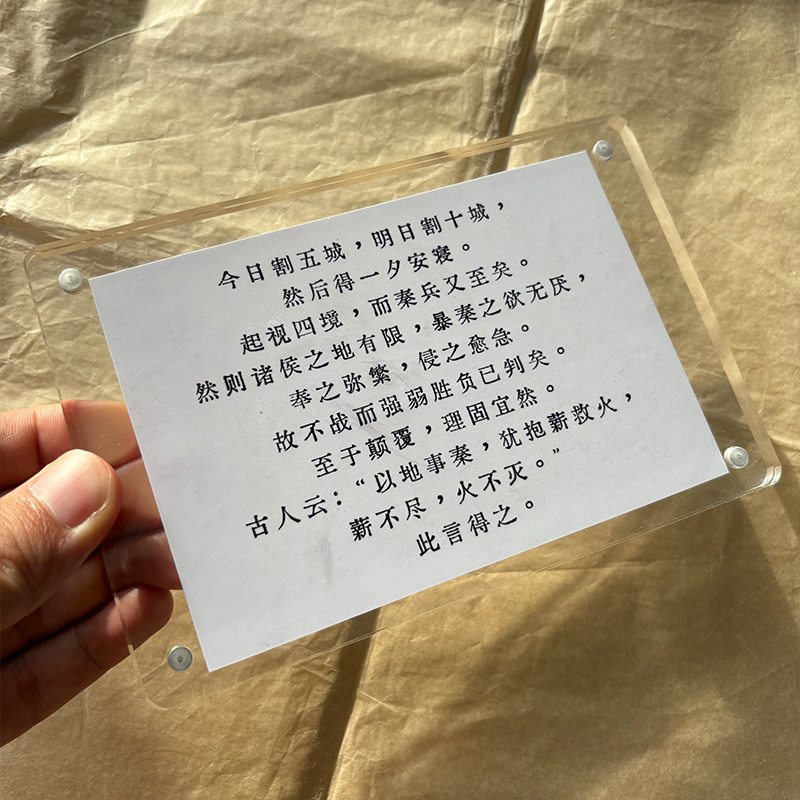 今日割五城，明日割十城，
然后得一夕安寝。
起视四境，而秦兵又至矣。
然则诸侯之地有限，暴秦之欲无厌，
奉之弥繁，侵之愈急。
故不战而强弱胜负已判矣。
至于颠覆，理固宜然。
古人云：“以地事秦，犹抱薪救火，
薪不尽，火不灭。”
此言得之。